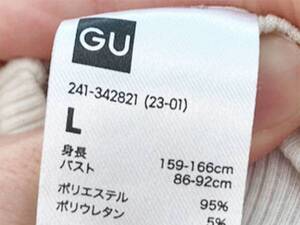 GU
241-342821 (23-01)
L
身長 159-166cm
バスト 86-92cm
ポリエステル 95%
ポリウレタン 5%